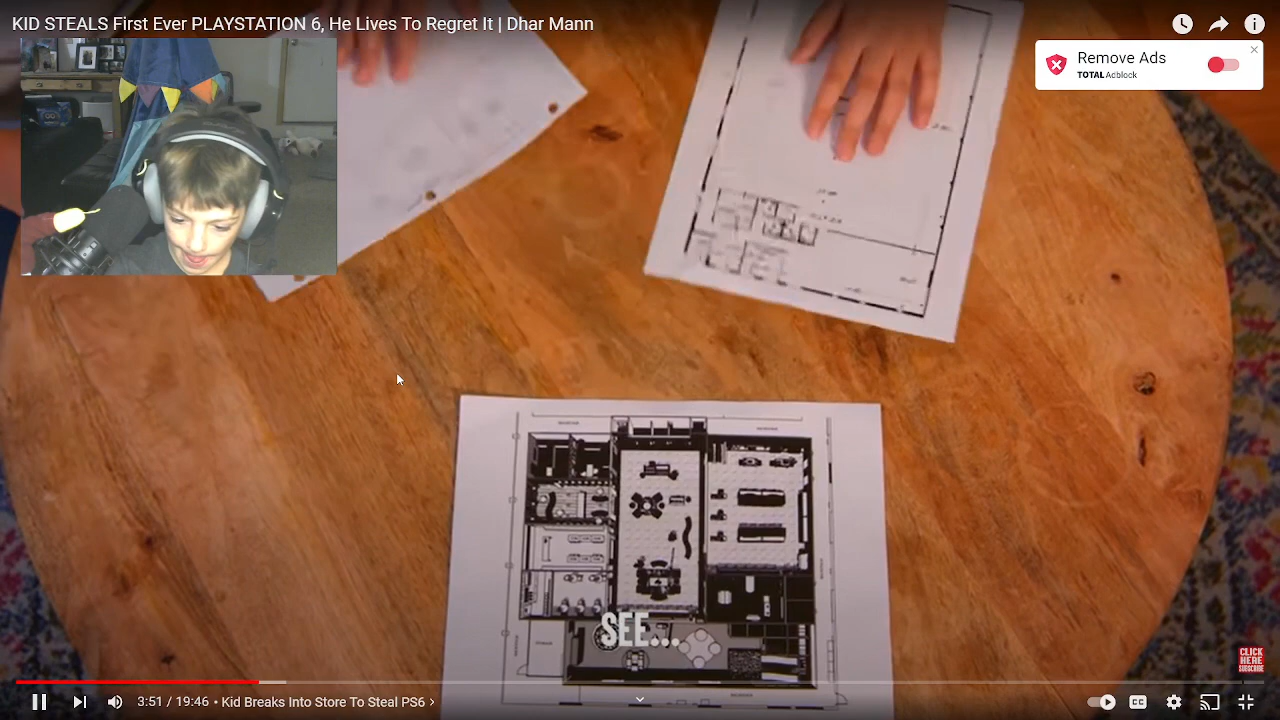 KID STEALS First Ever PLAYSTATION 6, He Lives To Regret It | Dhar Mann
Remove Ads
TOTAL Adblock
SEE...
CLICK
HERE
SUBSCRIBE
3:51 / 19:46 • Kid Breaks Into Store To Steal PS6
CC